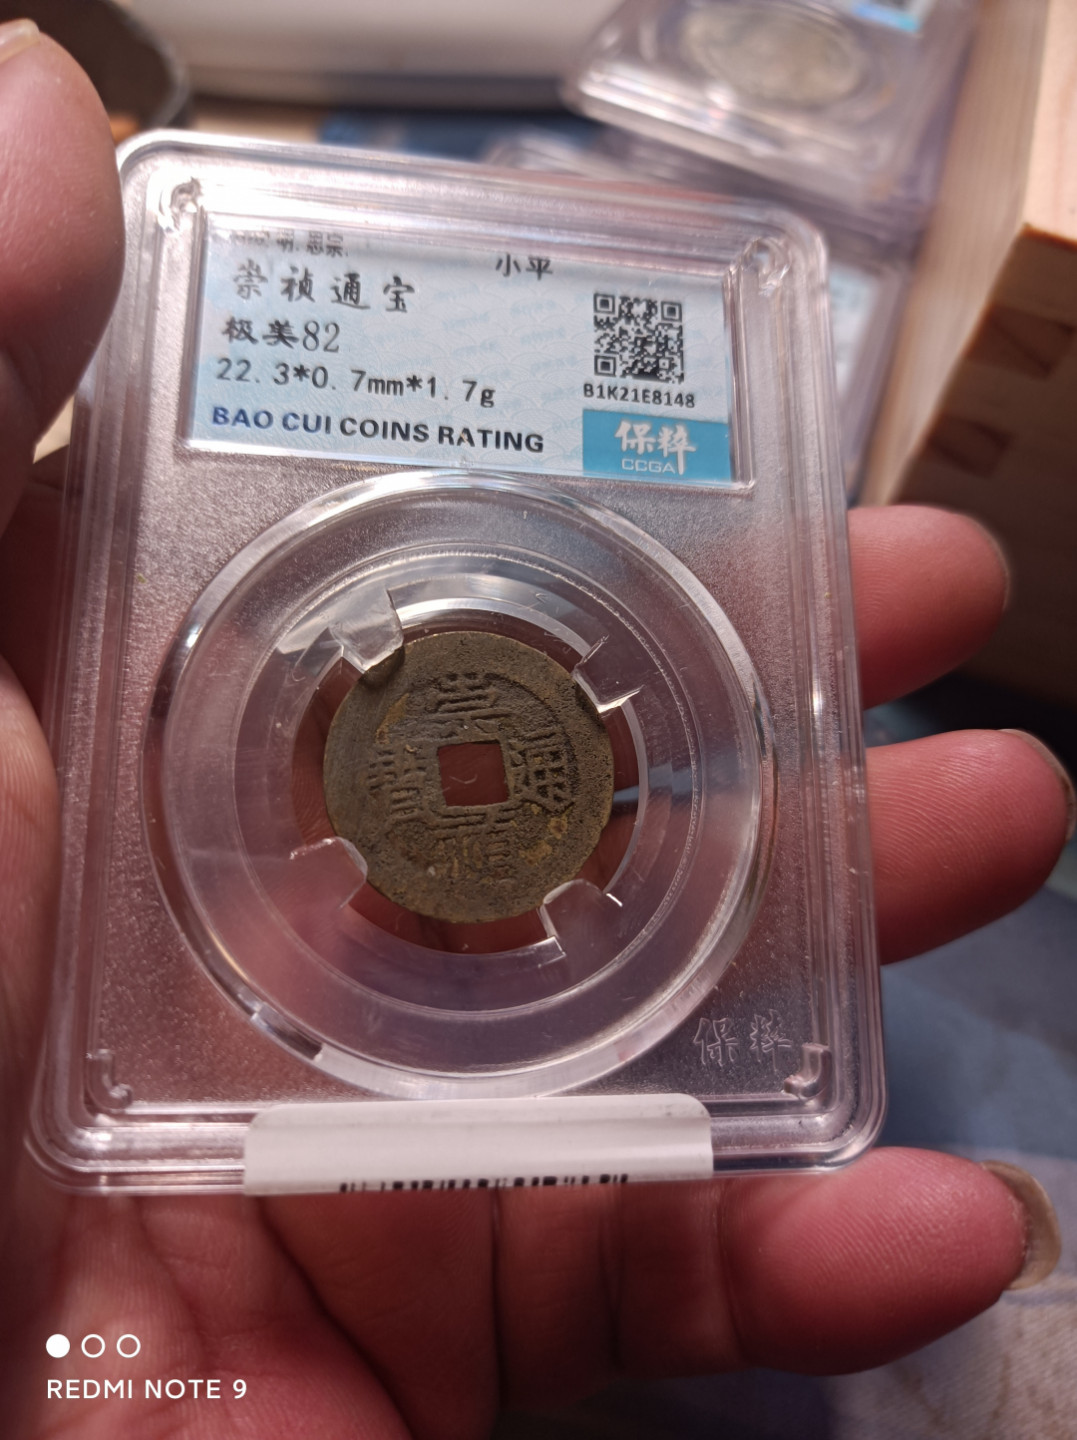 明.思宗.
小平
崇祯通宝
极美82
22.3*0.7mm*1.7g
B1K21E8148
BAO CUI COINS RATING
保粹
CCGA
崇禎通寶
保粹
REDMI NOTE 9